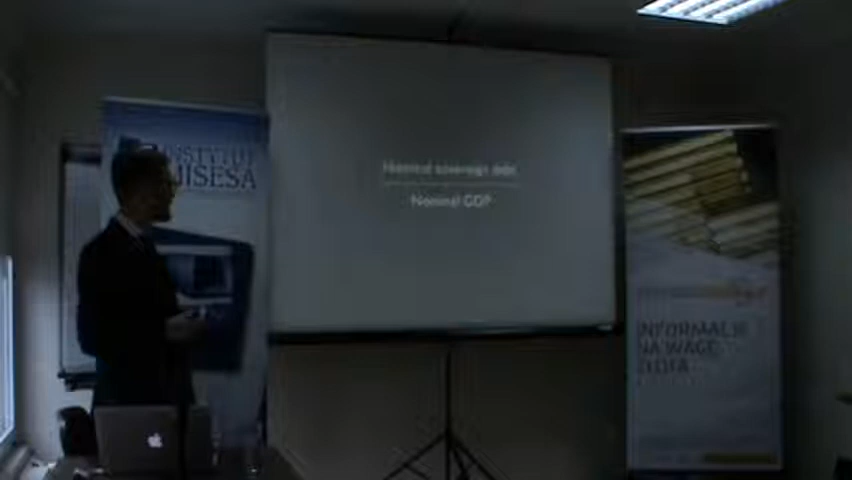 INSTYTUT
MISESA
Nominal sovereign debt
Nominal GDP
INFORMACJE
NA WAGĘ
ZŁOTA